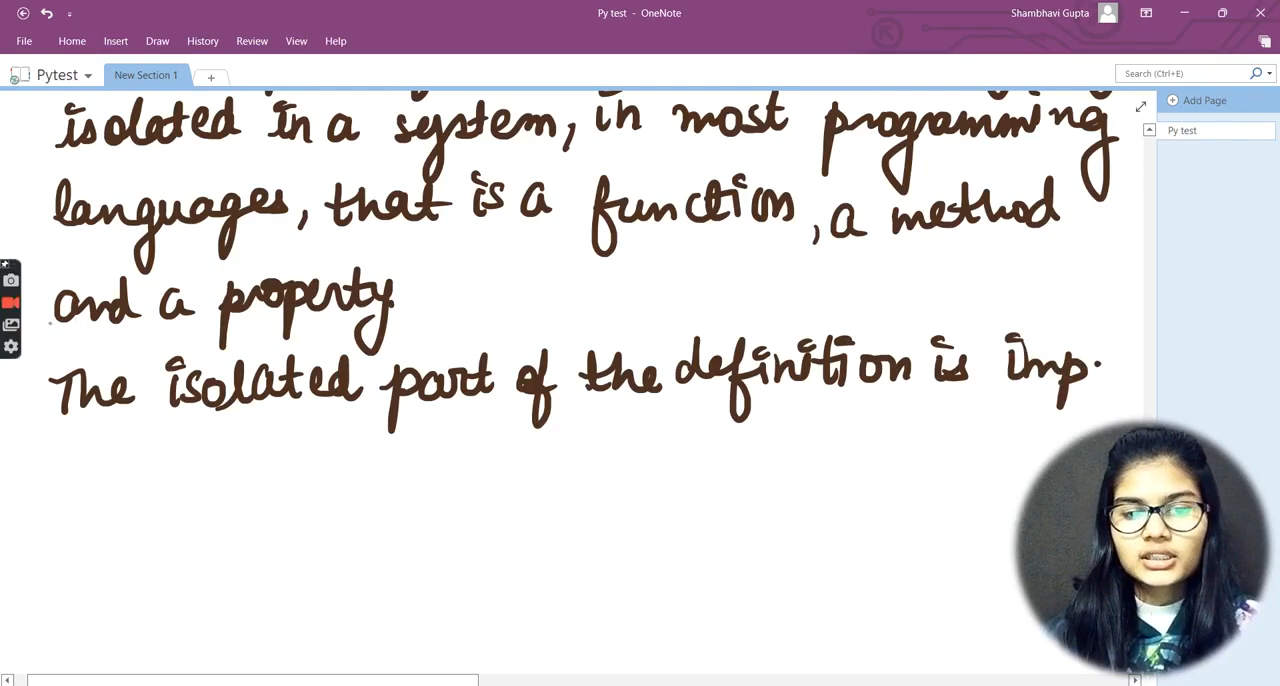 Py test - OneNote
Shambhavi Gupta
File Home Insert Draw History Review View Help
Pytest
New Section 1
+
Search (Ctrl+E)
Add Page
Py test
isolated in a system, in most programming
languages, that is a function, a method
and a property
The isolated part of the definition is imp.